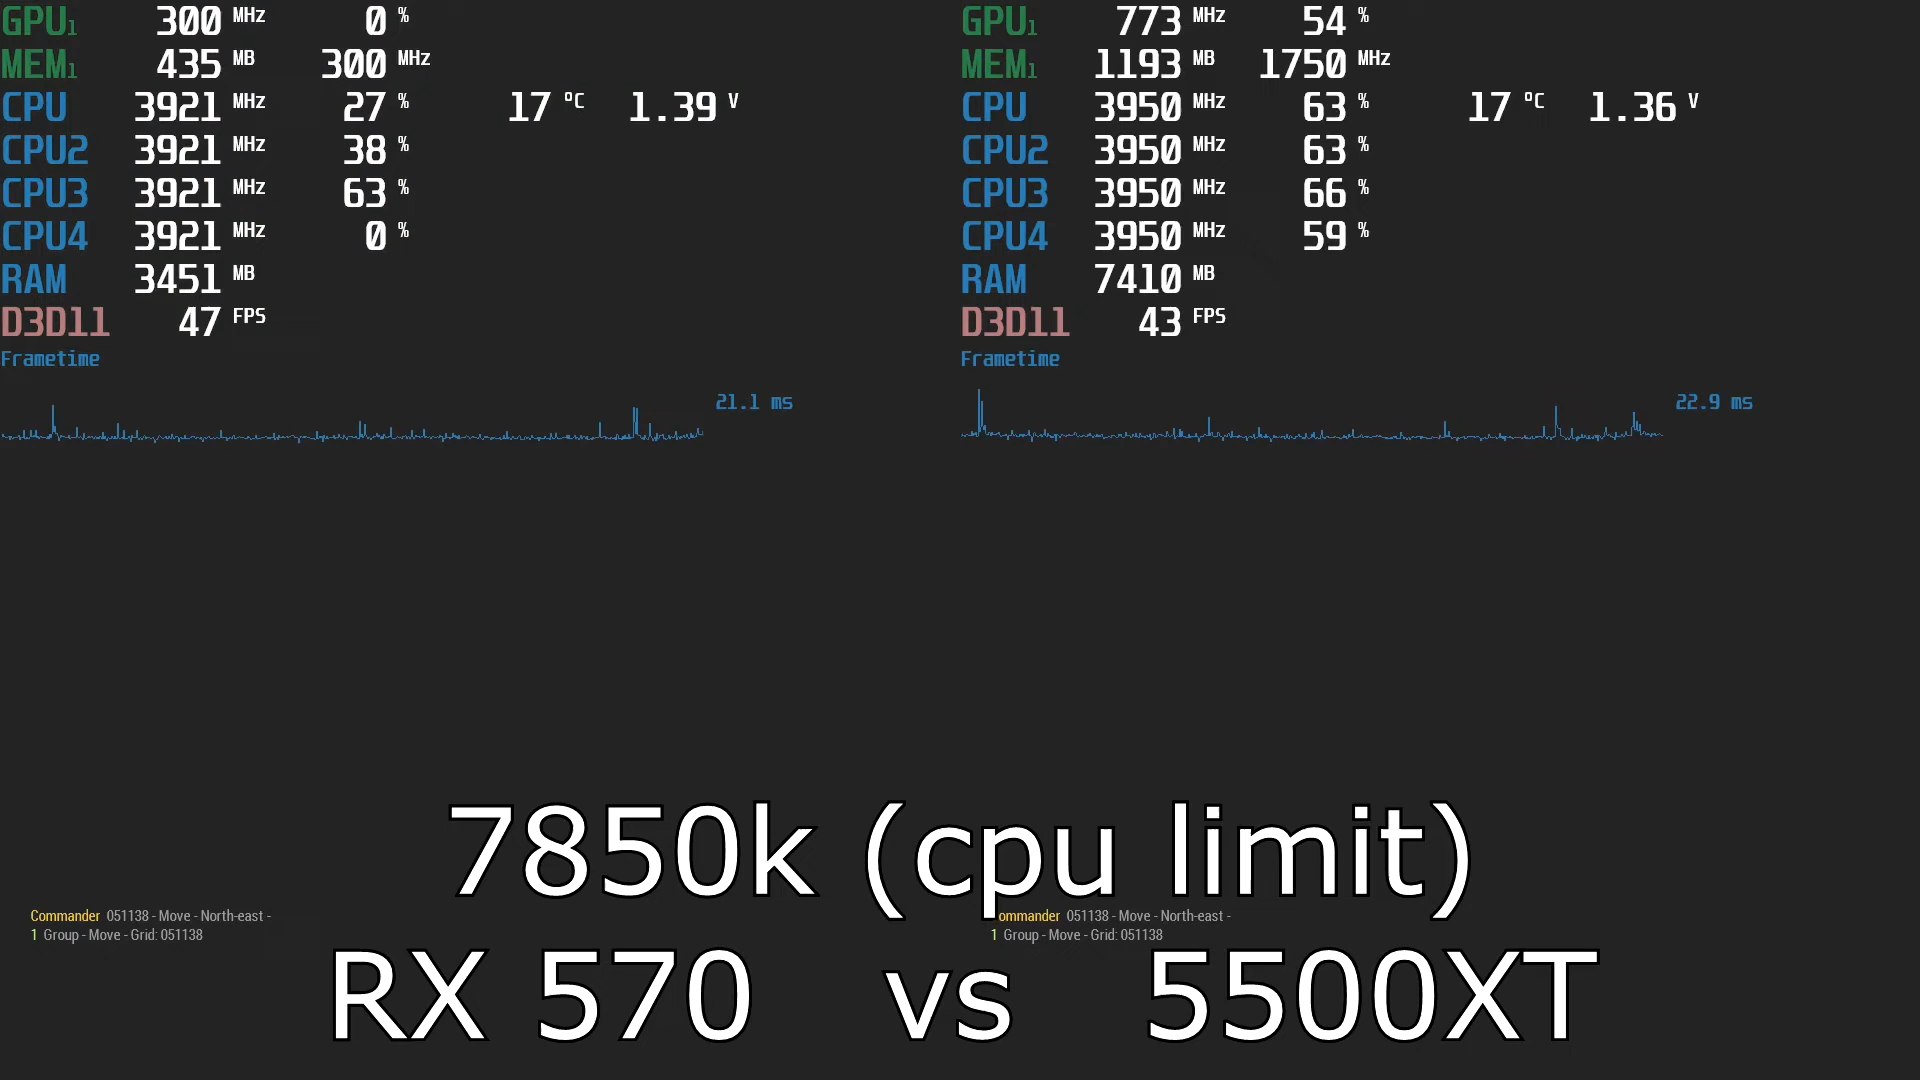 GPU1 300 MHz 0 %
MEM1 435 MB 300 MHz
CPU 3921 MHz 27 % 17 °C 1.39 V
CPU2 3921 MHz 38 %
CPU3 3921 MHz 63 %
CPU4 3921 MHz 0 %
RAM 3451 MB
D3D11 47 FPS
Frametime
21.1 ms
GPU1 773 MHz 54 %
MEM1 1193 MB 1750 MHz
CPU 3950 MHz 63 % 17 °C 1.36 V
CPU2 3950 MHz 63 %
CPU3 3950 MHz 66 %
CPU4 3950 MHz 59 %
RAM 7410 MB
D3D11 43 FPS
Frametime
22.9 ms
7850k (cpu limit)
Commander 051138 - Move - North-east -
1 Group - Move - Grid: 051138
ommander 051138 - Move - North-east -
1 Group - Move - Grid: 051138
RX 570 vs 5500XT